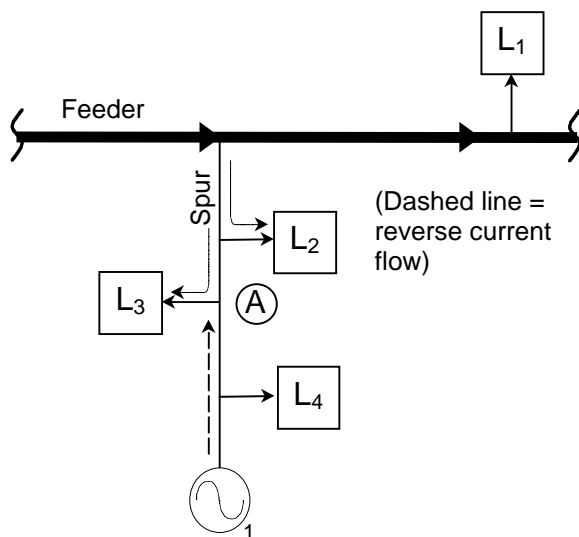 L₁
Feeder
Spur
(Dashed line =
reverse current
flow)
L₂
L₃
A
L₄
1